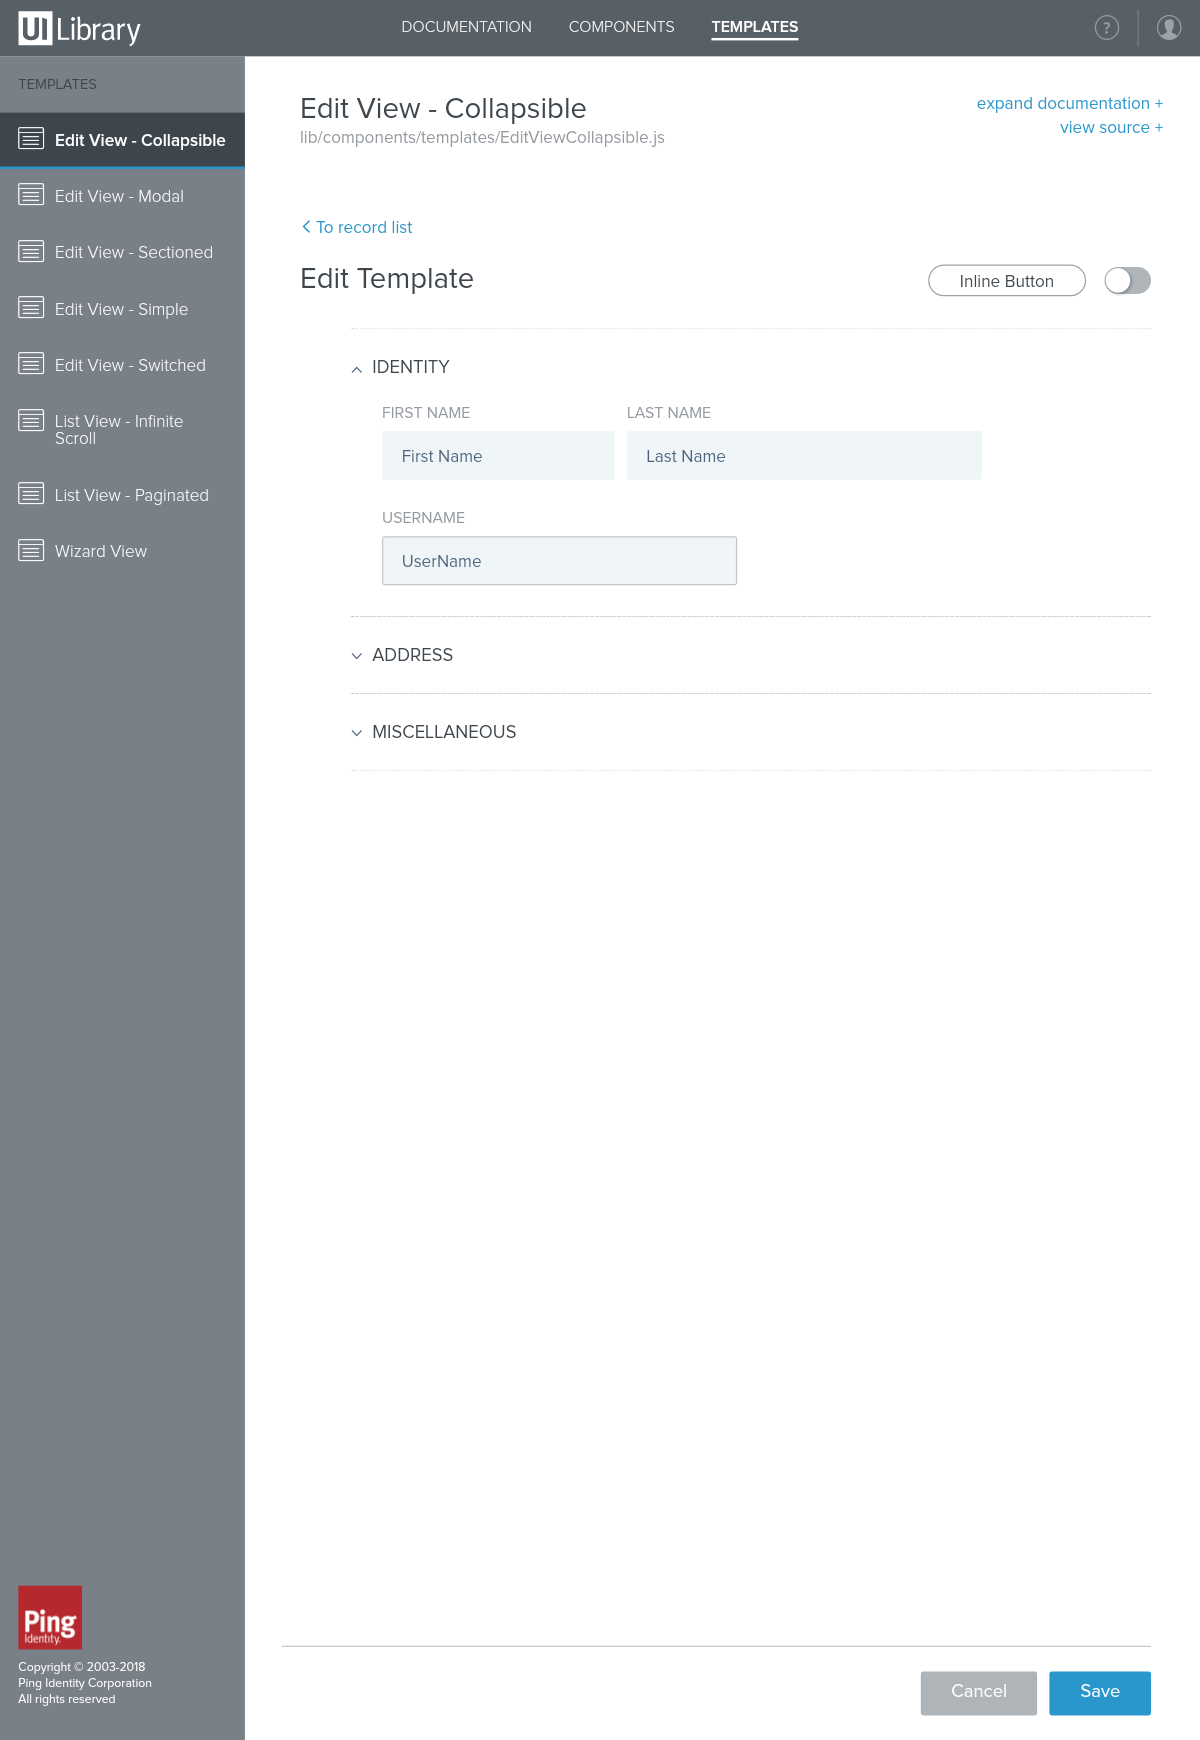 UI Library
DOCUMENTATION
COMPONENTS
TEMPLATES
?
TEMPLATES
Edit View - Collapsible
Edit View - Modal
Edit View - Sectioned
Edit View - Simple
Edit View - Switched
List View - Infinite
Scroll
List View - Paginated
Wizard View
Ping
Identity.
Copyright © 2003-2018
Ping Identity Corporation
All rights reserved
Edit View - Collapsible
lib/components/templates/EditViewCollapsible.js
expand documentation +
view source +
To record list
Edit Template
Inline Button
IDENTITY
FIRST NAME
LAST NAME
First Name
Last Name
USERNAME
UserName
ADDRESS
MISCELLANEOUS
Cancel
Save